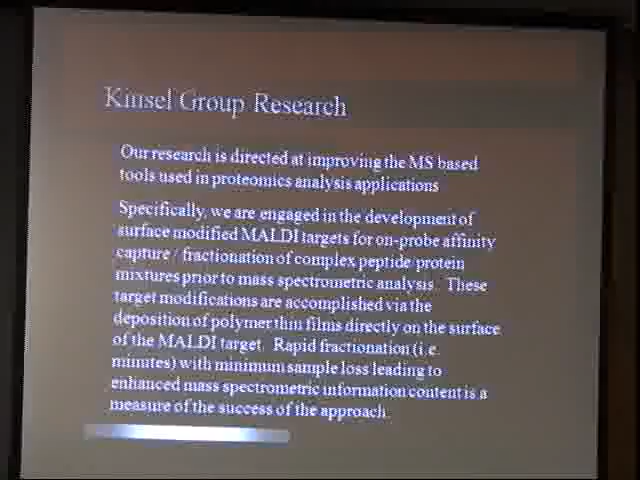 Kinsel Group Research
Our research is directed at improving the MS based
tools used in proteomics analysis applications
Specifically, we are engaged in the development of
surface modified MALDI targets for on-probe affinity
capture / fractionation of complex peptide/protein
mixtures prior to mass spectrometric analysis. These
target modifications are accomplished via the
deposition of polymer thin films directly on the surface
of the MALDI target. Rapid fractionation (i.e.
minutes) with minimum sample loss leading to
enhanced mass spectrometric information content is a
measure of the success of the approach.